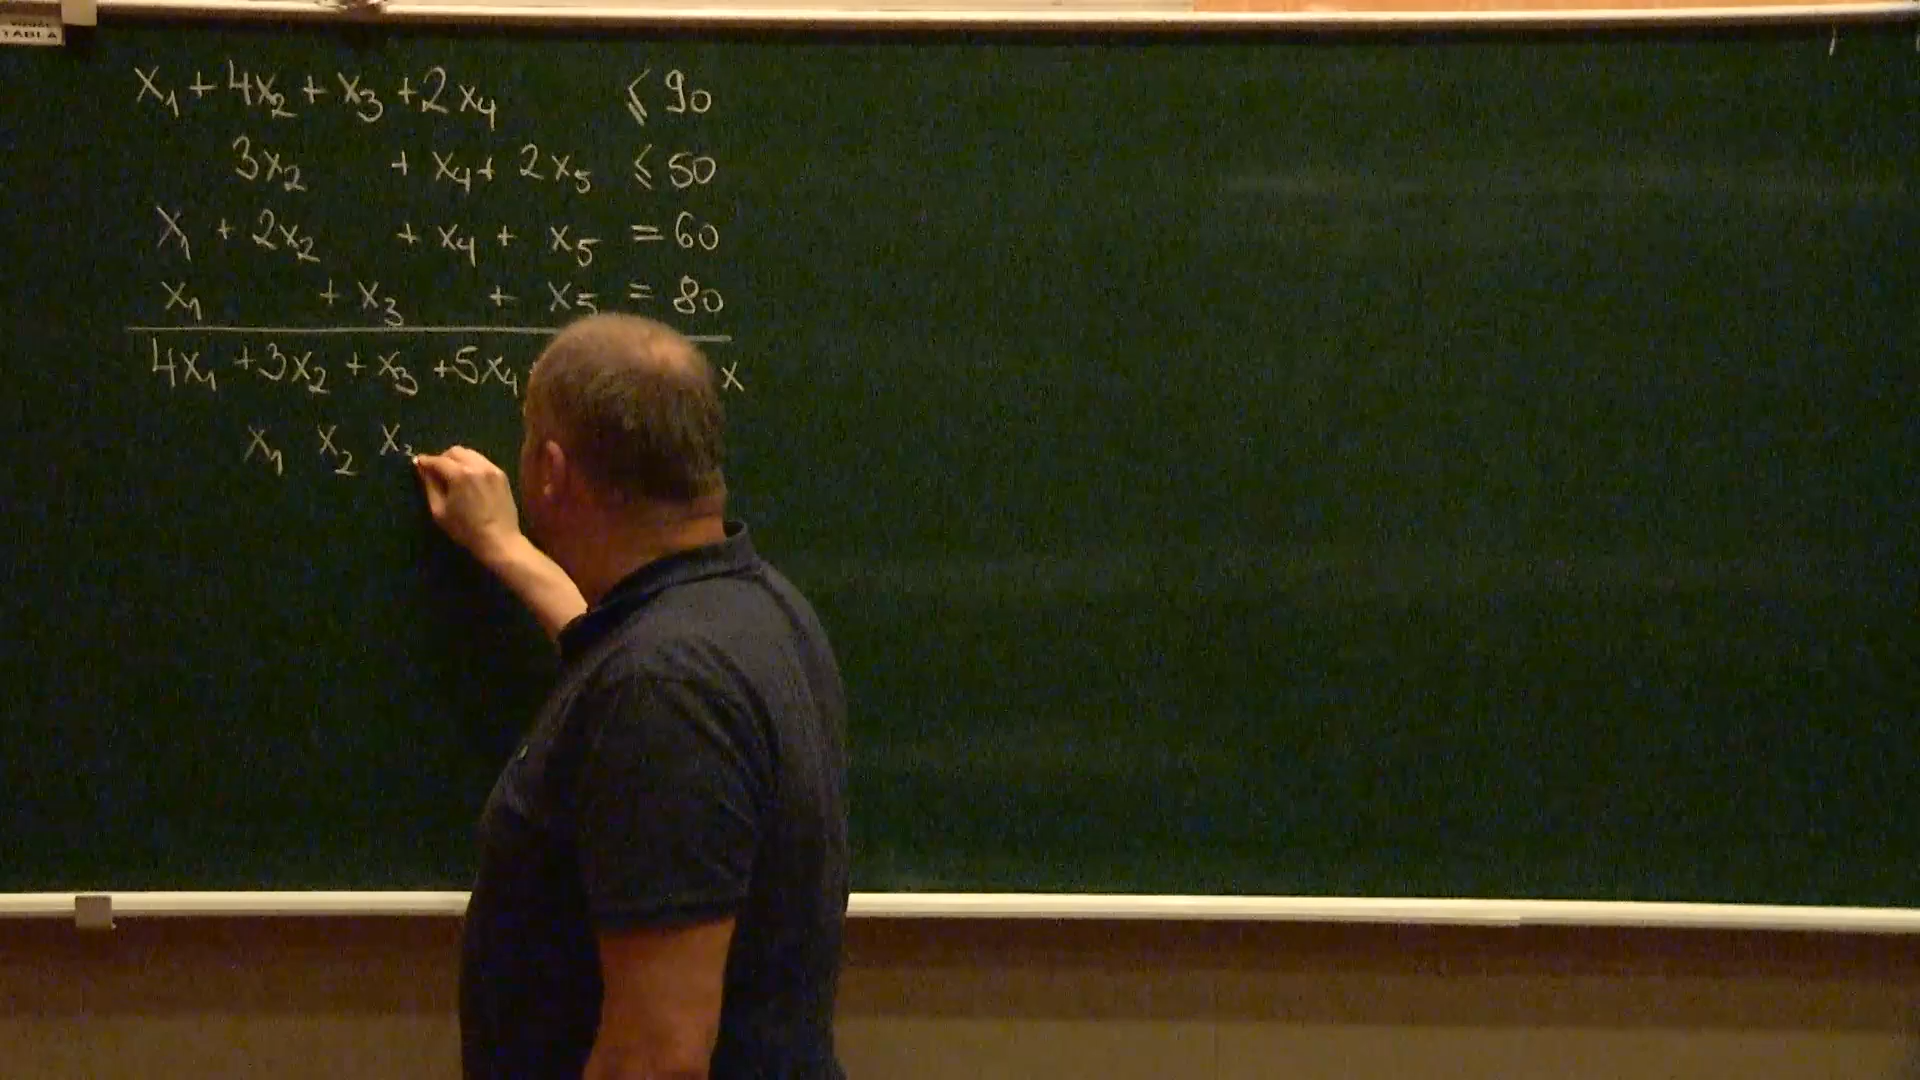 TABLA
x₁ + 4x₂ + x₃ + 2x₄ ≤ 90
3x₂ + x₄ + 2x₅ ≤ 50
x₁ + 2x₂ + x₄ + x₅ = 60
x₁ + x₃ + x₅ = 80
4x₁ + 3x₂ + x₃ + 5x₄ x
x₁ x₂ x₃